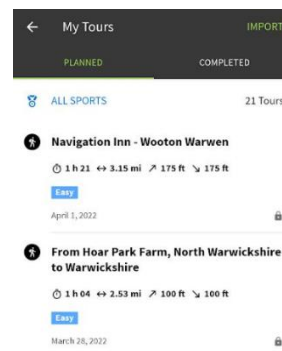 My Tours IMPORT
PLANNED COMPLETED
ALL SPORTS 21 Tours
Navigation Inn - Wooton Warwen
1 h 21 3.15 mi 175 ft 175 ft
Easy
April 1, 2022
From Hoar Park Farm, North Warwickshire
to Warwickshire
1 h 04 2.53 mi 100 ft 100 ft
Easy
March 28, 2022